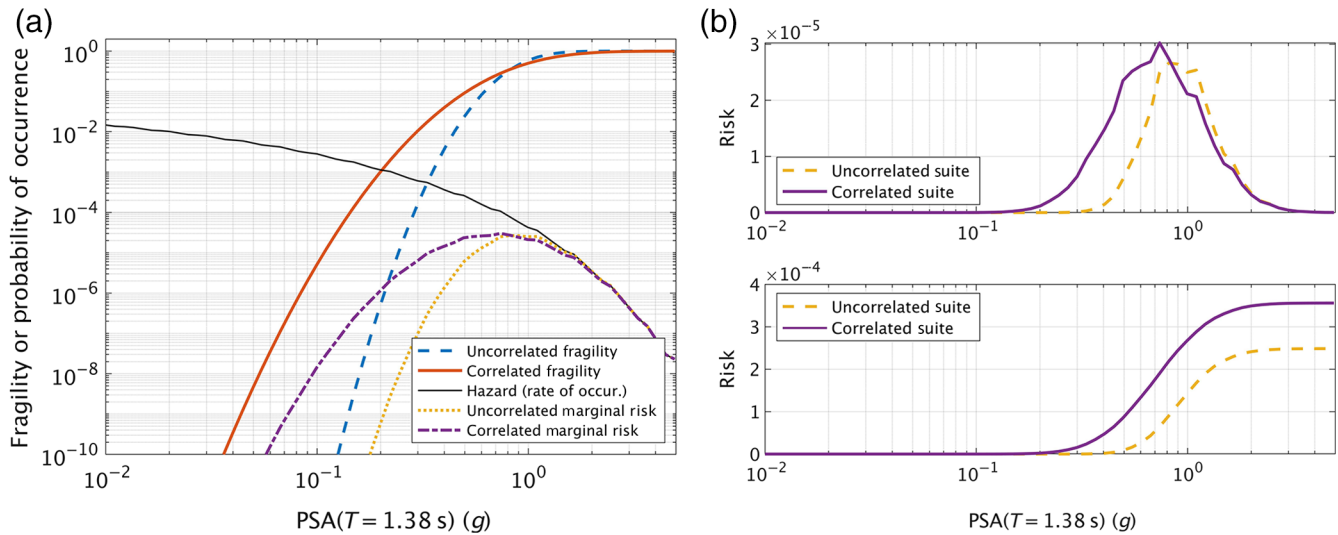 (a)
Fragility or probability of occurrence
10^0
10^-2
10^-4
10^-6
10^-8
10^-10
10^-2
10^-1
10^0
PSA(T = 1.38 s) (g)
Uncorrelated fragility
Correlated fragility
Hazard (rate of occur.)
Uncorrelated marginal risk
Correlated marginal risk
(b)
×10^-5
3
2
1
0
Risk
Uncorrelated suite
Correlated suite
10^-2
10^-1
10^0
×10^-4
4
3
2
1
0
Risk
Uncorrelated suite
Correlated suite
10^-2
10^-1
10^0
PSA(T = 1.38 s) (g)